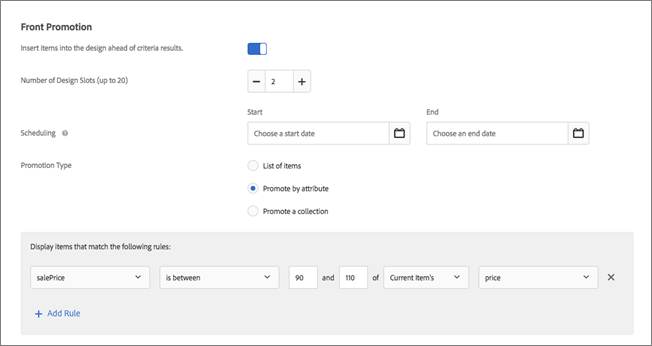 Front Promotion
Insert items into the design ahead of criteria results.
Number of Design Slots (up to 20)
2
Start
End
Scheduling
Choose a start date
Choose an end date
Promotion Type
List of items
Promote by attribute
Promote a collection
Display items that match the following rules:
salePrice is between 90 and 110 of Current Item's price
+ Add Rule